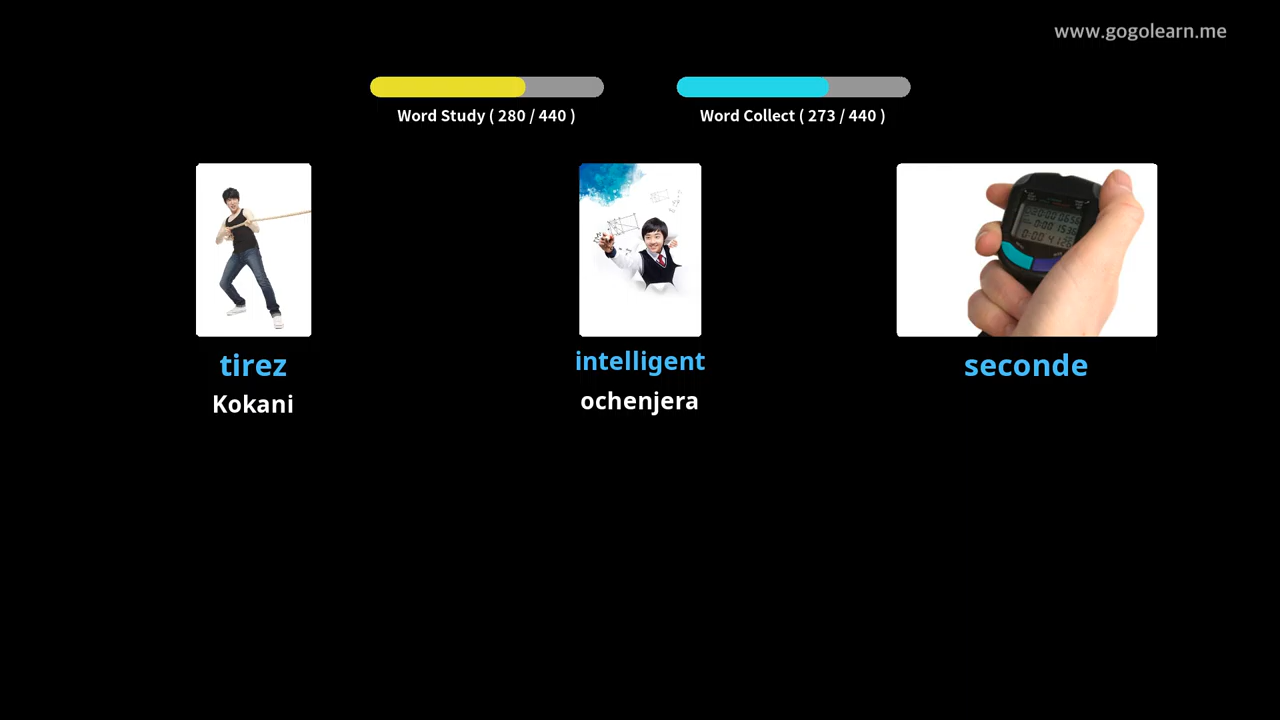 www.gogolearn.me
Word Study ( 280 / 440 )
Word Collect ( 273 / 440 )
tirez
Kokani
intelligent
ochenjera
seconde